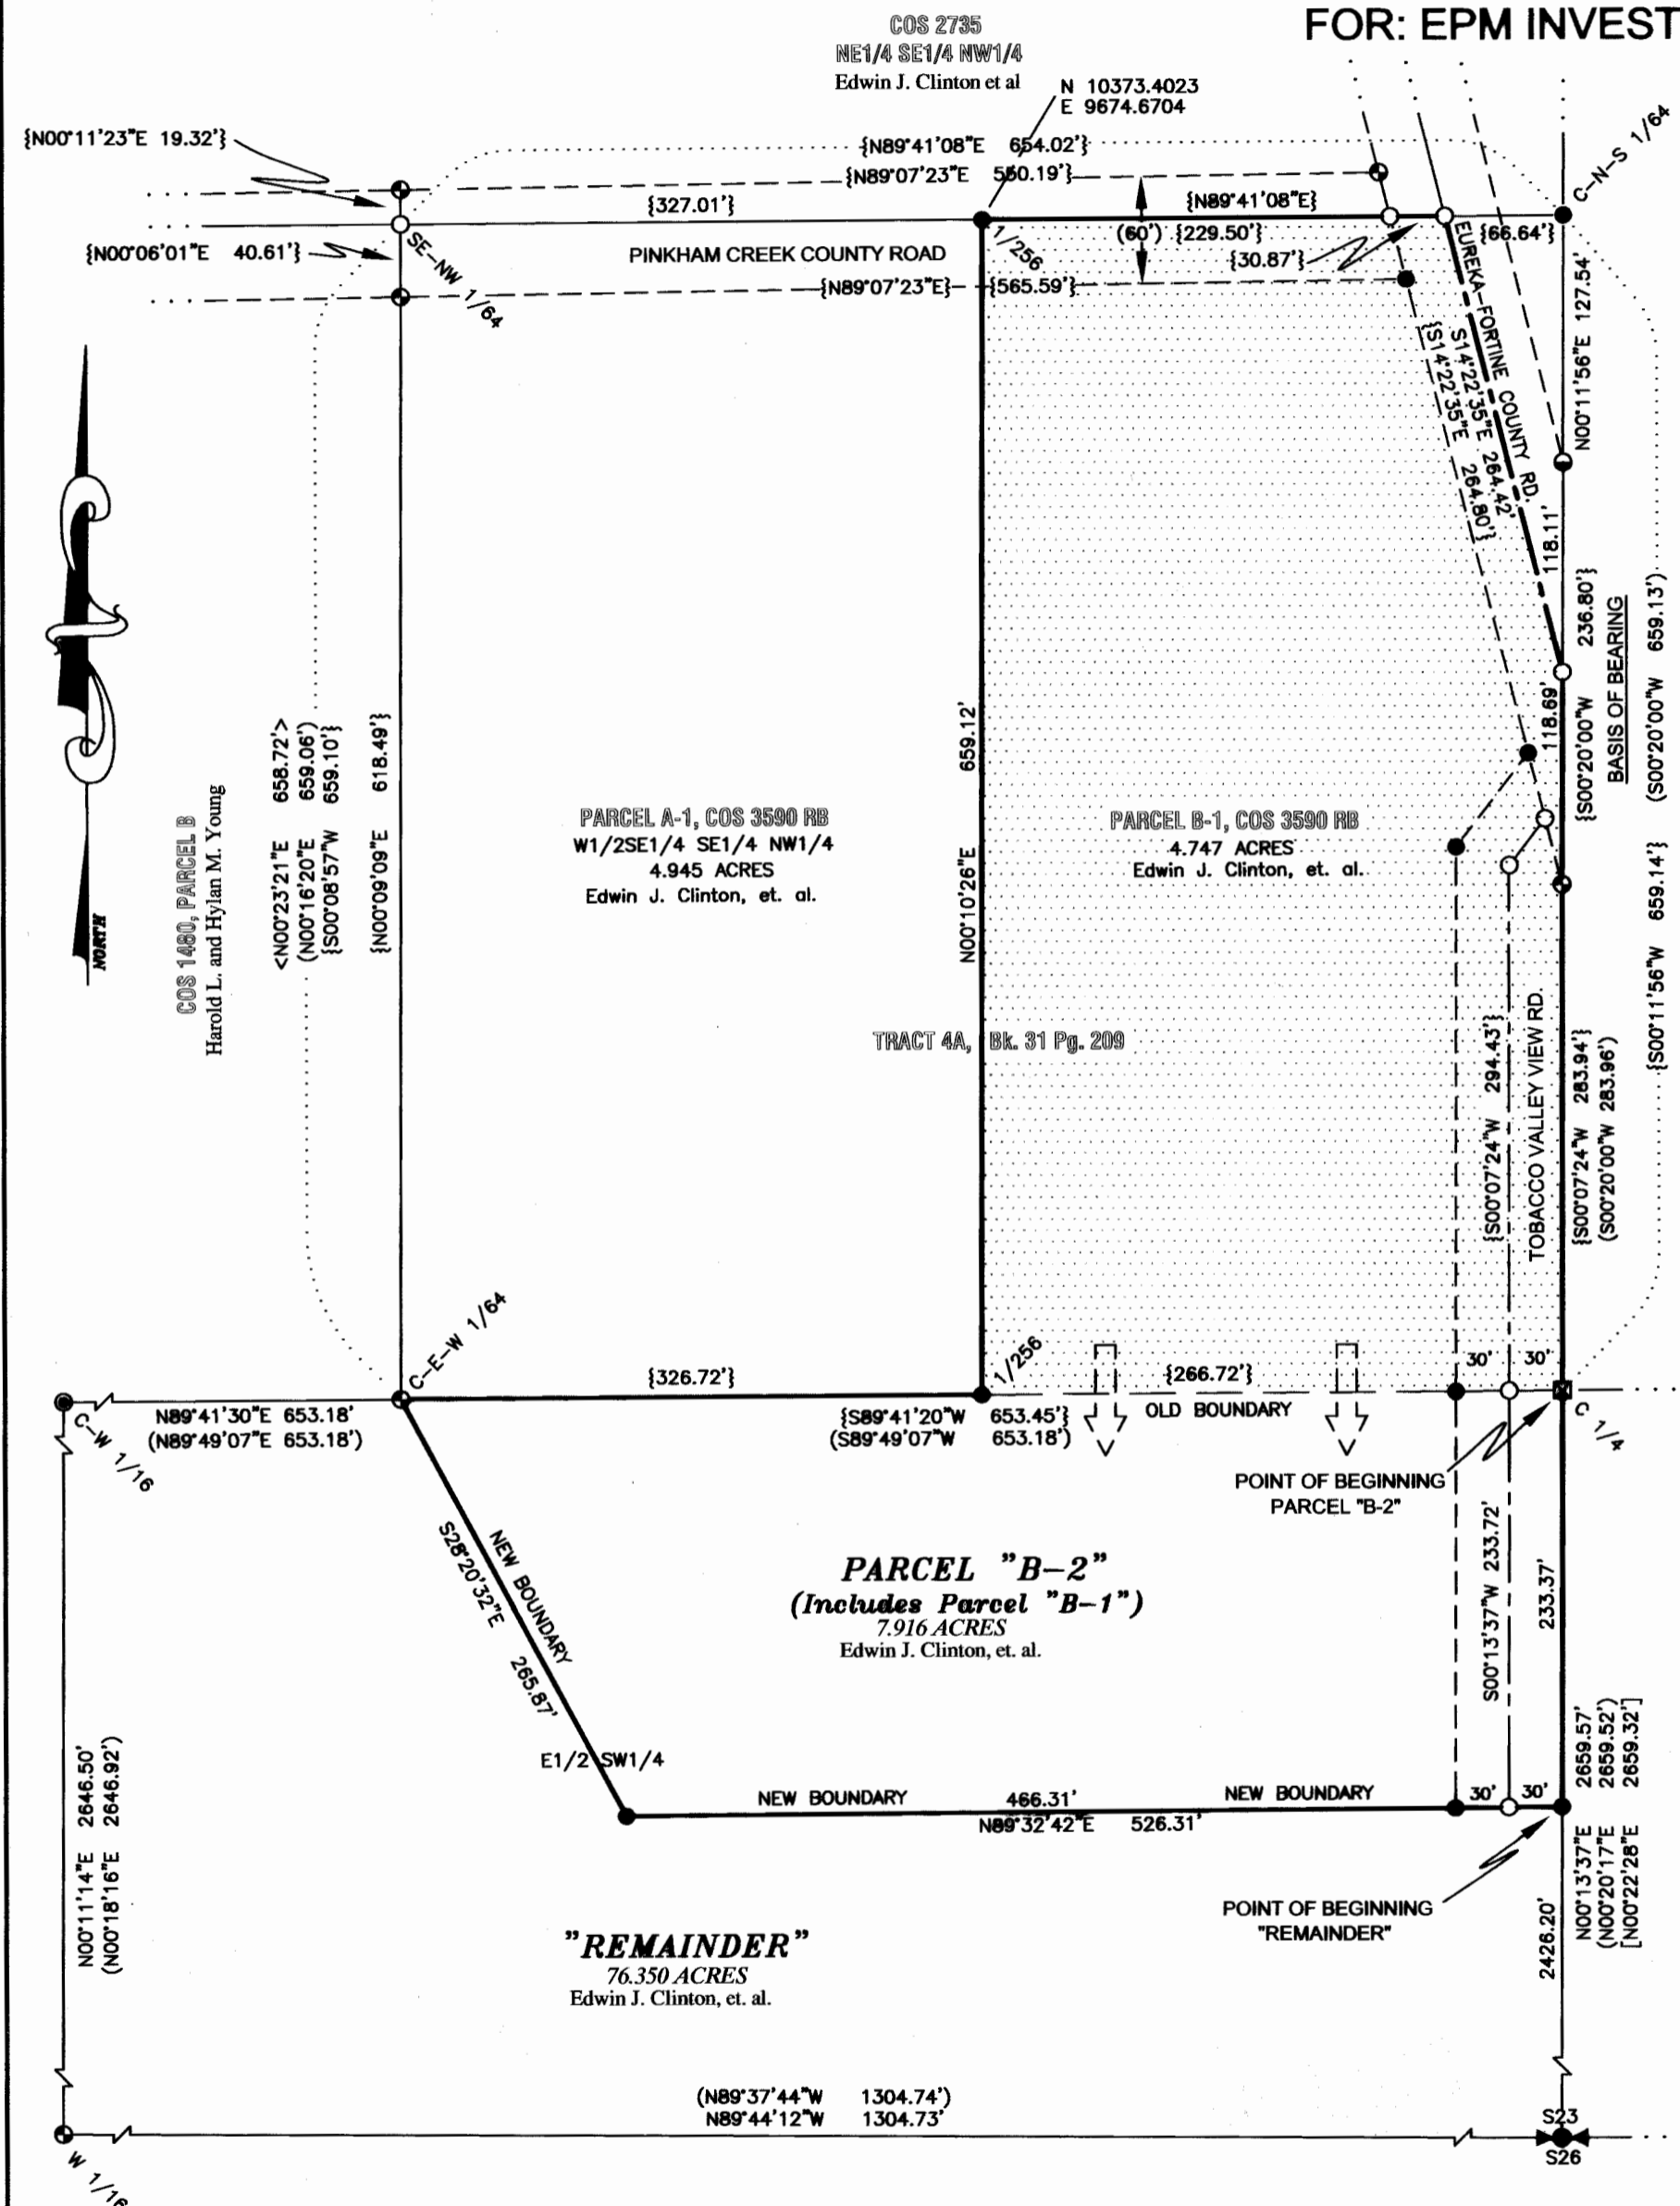 FOR: EPM INVEST
COS 2735
NE1/4 SE1/4 NW1/4
Edwin J. Clinton et al
N 10373.4023
E 9674.6704
{N00°11'23"E 19.32'}
{N89°41'08"E 654.02'}
{N89°07'23"E 550.19'}
{327.01'}
{N89°41'08"E}
C-N-S 1/64
{N00°06'01"E 40.61'}
SE-NW 1/64
PINKHAM CREEK COUNTY ROAD
1/256
(60')
{229.50'}
{30.87'}
{66.64'}
{N89°07'23"E}
{565.59'}
EUREKA-FORTINE COUNTY RD.
S14°22'35"E 264.42'
{S14°22'35"E 264.80'}
N00°11'56"E 127.54'
118.11'
{S00°20'00"W 236.80'}
BASIS OF BEARING
(S00°20'00"W 659.13')
{S00°11'56"W 659.14'}
118.69'
NORTH
COS 1480, PARCEL B
Harold L. and Hylan M. Young
<N00°23'21"E 658.72'>
(N00°16'20"E 659.06')
{S00°08'57"W 659.10'}
{N00°09'09"E 618.49'}
N00°10'26"E 659.12'
PARCEL A-1, COS 3590 RB
W1/2SE1/4 SE1/4 NW1/4
4.945 ACRES
Edwin J. Clinton, et. al.
PARCEL B-1, COS 3590 RB
4.747 ACRES
Edwin J. Clinton, et. al.
TRACT 4A, Bk. 31 Pg. 209
{S00°07'24"W 294.43'}
TOBACCO VALLEY VIEW RD.
{S00°07'24"W 283.94'}
(S00°20'00"W 283.96')
C-E-W 1/64
{326.72'}
1/256
{266.72'}
30'
30'
N89°41'30"E 653.18'
(N89°49'07"E 653.18')
C-W 1/16
{S89°41'20"W 653.45'}
(S89°49'07"W 653.18')
OLD BOUNDARY
C 1/4
POINT OF BEGINNING
PARCEL "B-2"
NEW BOUNDARY
S28°20'32"E 265.87'
PARCEL "B-2"
(Includes Parcel "B-1")
7.916 ACRES
Edwin J. Clinton, et. al.
S00°13'37"W 233.72'
233.37'
E1/2 SW1/4
NEW BOUNDARY
466.31'
NEW BOUNDARY
30'
30'
N89°32'42"E 526.31'
N00°11'14"E 2646.50'
(N00°18'16"E 2646.92')
POINT OF BEGINNING
"REMAINDER"
N00°13'37"E 2659.57'
(N00°20'17"E 2659.52')
[N00°22'28"E 2659.32']
2426.20'
"REMAINDER"
76.350 ACRES
Edwin J. Clinton, et. al.
(N89°37'44"W 1304.74')
N89°44'12"W 1304.73'
S23
S26
W 1/16